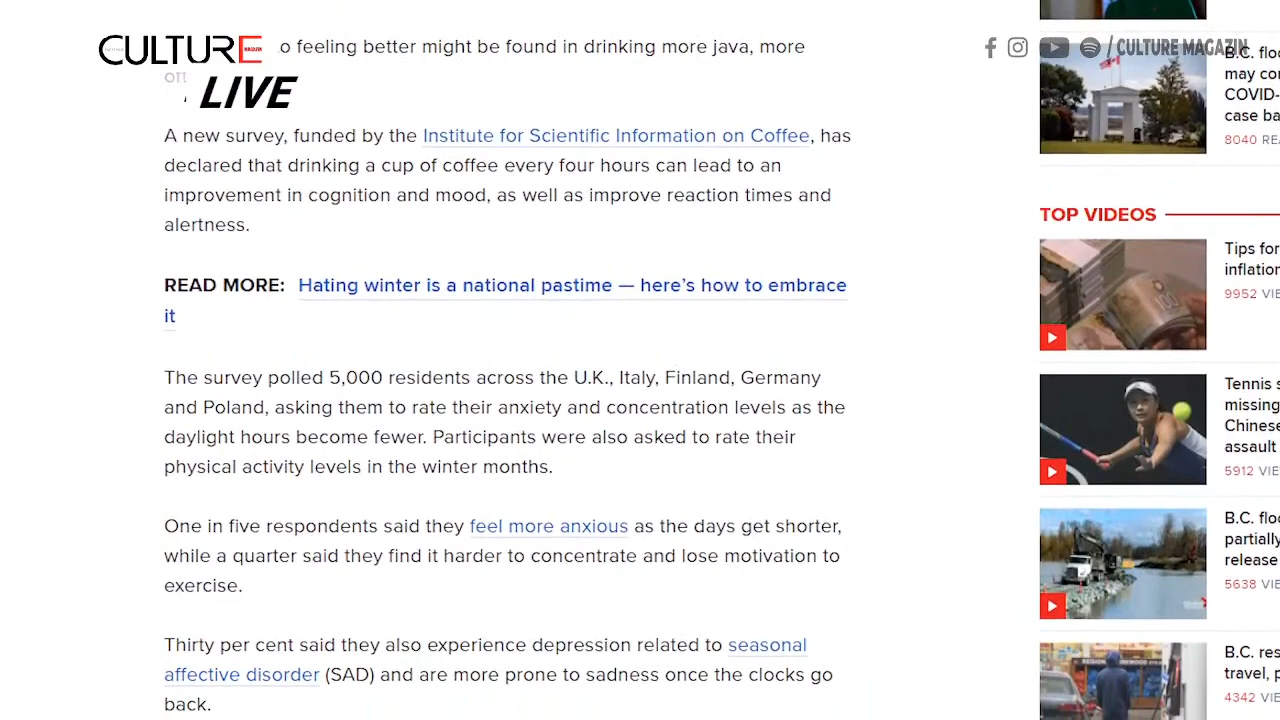 CULTURE
MAGAZIN
LIVE
/ CULTURE MAGAZIN
o feeling better might be found in drinking more java, more
A new survey, funded by the Institute for Scientific Information on Coffee, has
declared that drinking a cup of coffee every four hours can lead to an
improvement in cognition and mood, as well as improve reaction times and
alertness.
READ MORE: Hating winter is a national pastime — here’s how to embrace
it
The survey polled 5,000 residents across the U.K., Italy, Finland, Germany
and Poland, asking them to rate their anxiety and concentration levels as the
daylight hours become fewer. Participants were also asked to rate their
physical activity levels in the winter months.
One in five respondents said they feel more anxious as the days get shorter,
while a quarter said they find it harder to concentrate and lose motivation to
exercise.
Thirty per cent said they also experience depression related to seasonal
affective disorder (SAD) and are more prone to sadness once the clocks go
back.
B.C. floo
may con
COVID-
case ba
8040 REA
TOP VIDEOS
Tips for
inflation
9952 VIE
Tennis s
missing
Chinese
assault
5912 VIE
B.C. floo
partially
release
5638 VIE
B.C. res
travel, p
4342 VIE